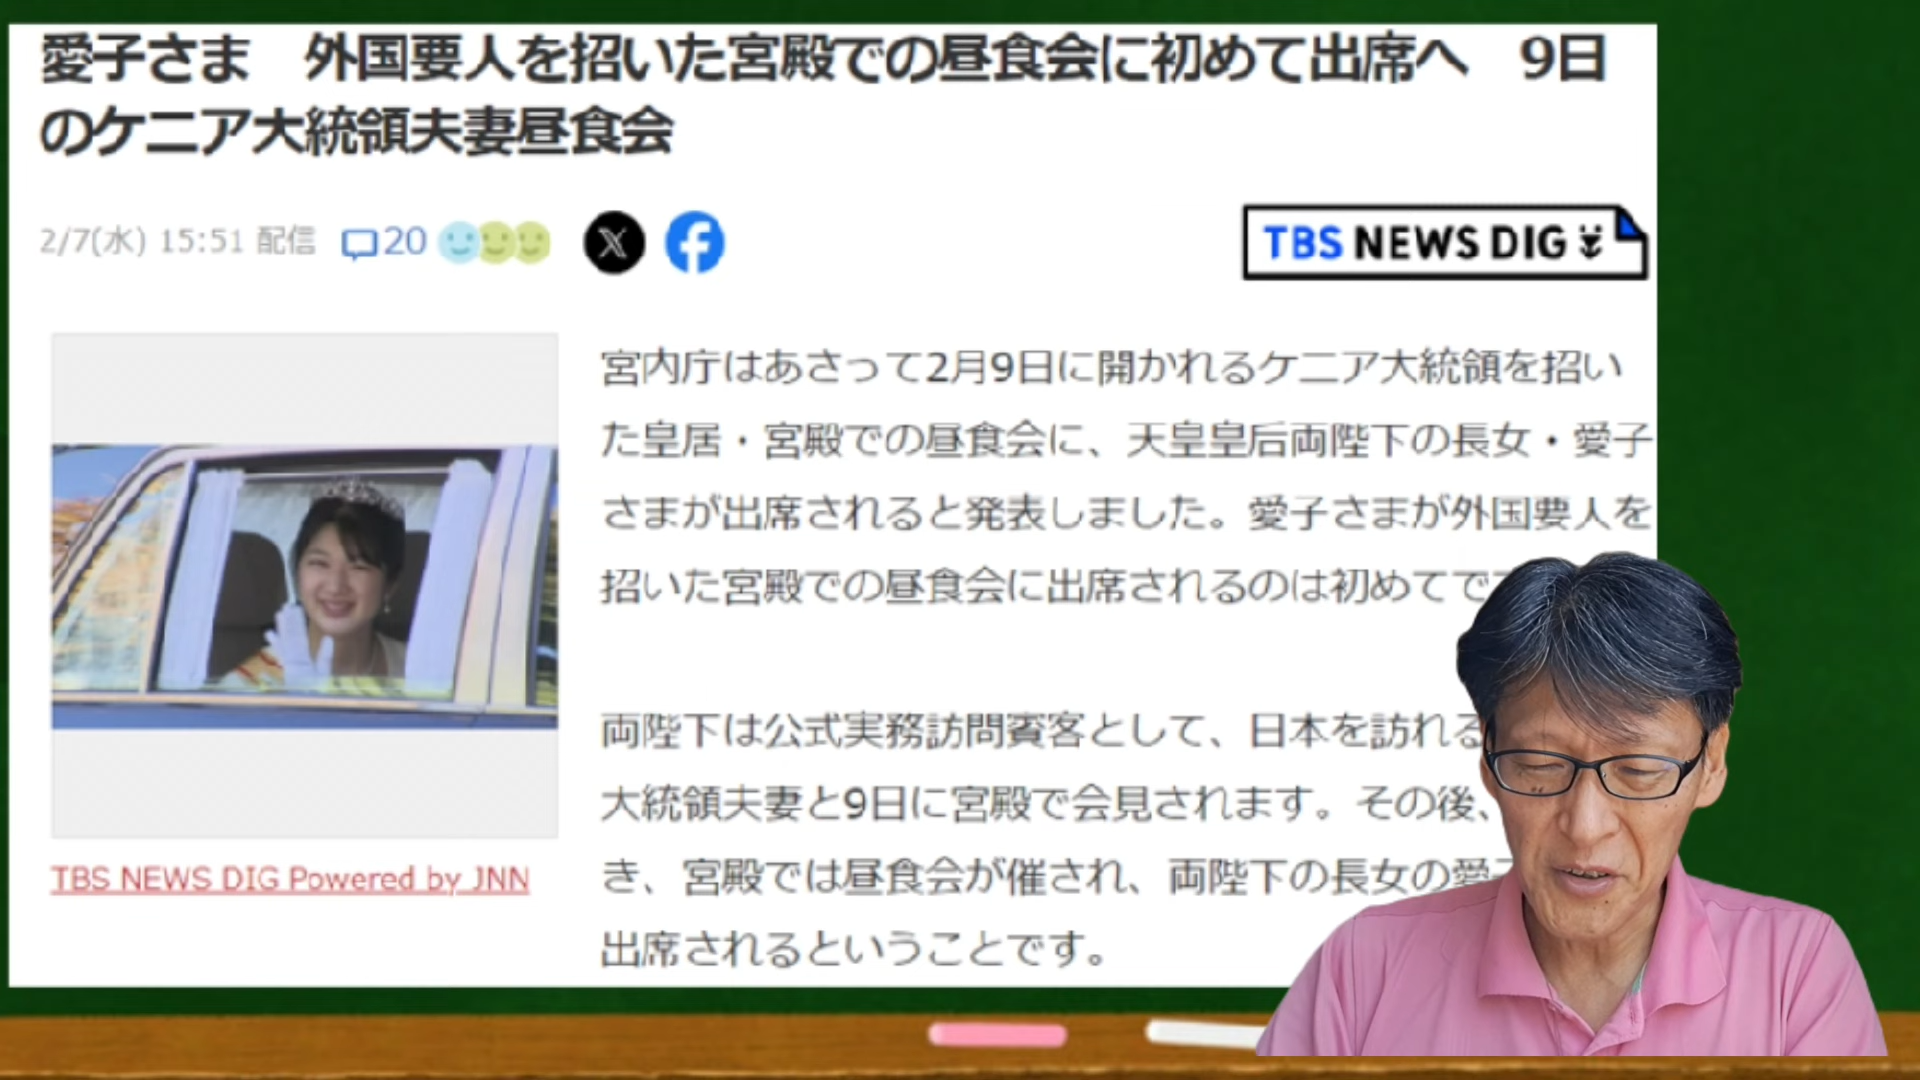 愛子さま　外国要人を招いた宮殿での昼食会に初めて出席へ　9日
のケニア大統領夫妻昼食会
2/7(水) 15:51 配信 20
TBS NEWS DIG
宮内庁はあさって2月9日に開かれるケニア大統領を招い
た皇居・宮殿での昼食会に、天皇皇后両陛下の長女・愛子
さまが出席されると発表しました。愛子さまが外国要人を
招いた宮殿での昼食会に出席されるのは初めてで
両陛下は公式実務訪問賓客として、日本を訪れる
大統領夫妻と9日に宮殿で会見されます。その後、
き、宮殿では昼食会が催され、両陛下の長女の愛
出席されるということです。
TBS NEWS DIG Powered by JNN